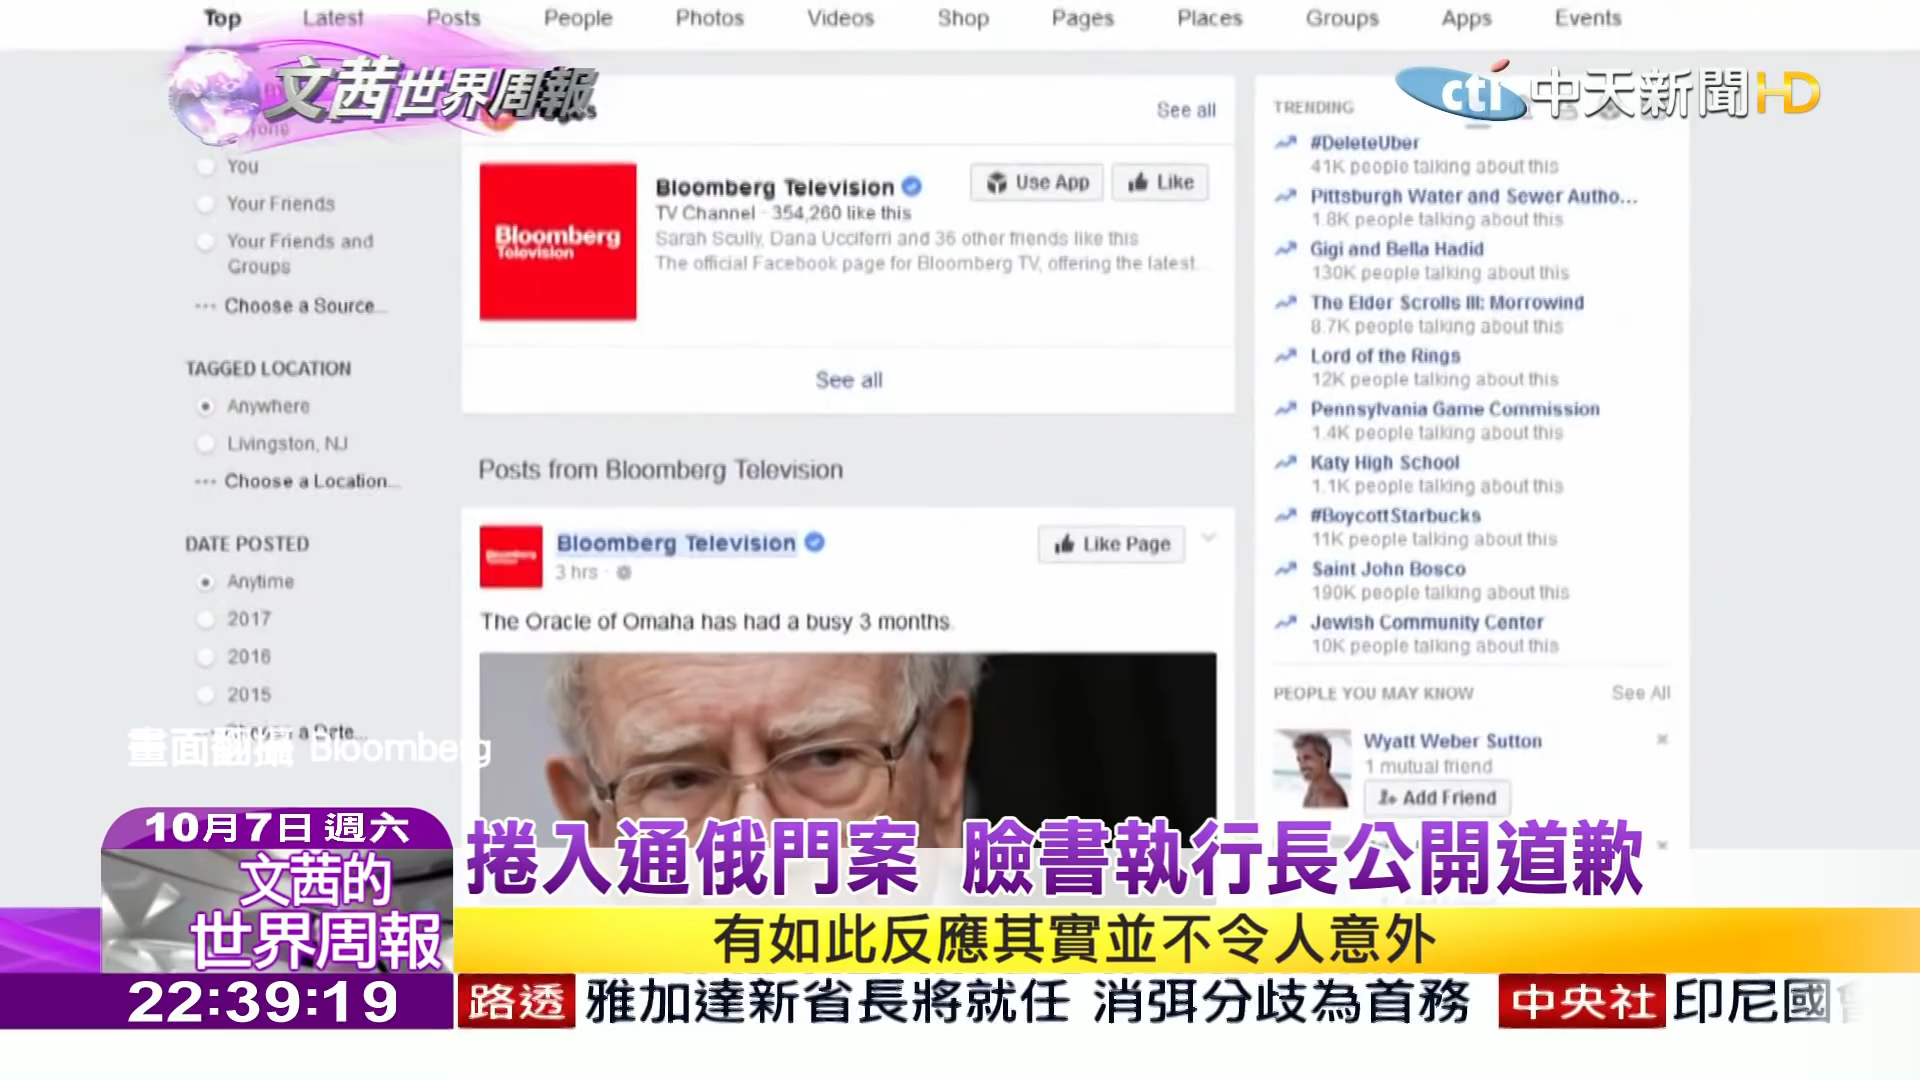 Top Latest Posts People Photos Videos Shop Pages Places Groups Apps Events
文茜世界周報
cti 中天新聞HD
You
Your Friends
Your Friends and
Groups
Choose a Source...
TAGGED LOCATION
Anywhere
Livingston, NJ
Choose a Location...
DATE POSTED
Anytime
2017
2016
2015
See all
Bloomberg
Television
Bloomberg Television
TV Channel · 354,260 like this
Sarah Scully, Dana Ucciferri and 36 other friends like this
The official Facebook page for Bloomberg TV, offering the latest...
Use App
Like
See all
Posts from Bloomberg Television
Bloomberg
Bloomberg Television
3 hrs ·
Like Page
The Oracle of Omaha has had a busy 3 months.
TRENDING
#DeleteUber
41K people talking about this
Pittsburgh Water and Sewer Autho...
1.8K people talking about this
Gigi and Bella Hadid
130K people talking about this
The Elder Scrolls III: Morrowind
8.7K people talking about this
Lord of the Rings
12K people talking about this
Pennsylvania Game Commission
1.4K people talking about this
Katy High School
1.1K people talking about this
#BoycottStarbucks
11K people talking about this
Saint John Bosco
190K people talking about this
Jewish Community Center
10K people talking about this
PEOPLE YOU MAY KNOW See All
Wyatt Weber Sutton
1 mutual friend
Add Friend
畫面翻攝 Bloomberg
10月7日 週六
文茜的
世界周報
22:39:19
捲入通俄門案 臉書執行長公開道歉
有如此反應其實並不令人意外
路透 雅加達新省長將就任 消弭分歧為首務 中央社 印尼國